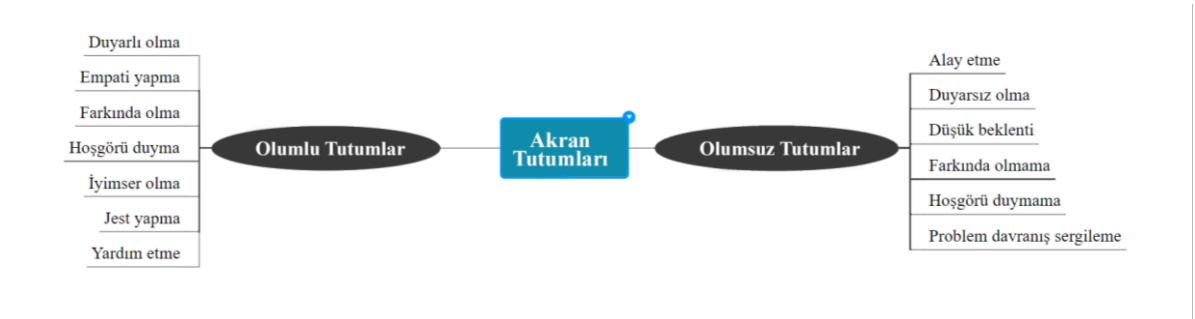 Duyarlı olma
Empati yapma
Farkında olma
Hoşgörü duyma
İyimser olma
Jest yapma
Yardım etme
Olumlu Tutumlar
Akran
Tutumları
Olumsuz Tutumlar
Alay etme
Duyarsız olma
Düşük beklenti
Farkında olmama
Hoşgörü duymama
Problem davranış sergileme